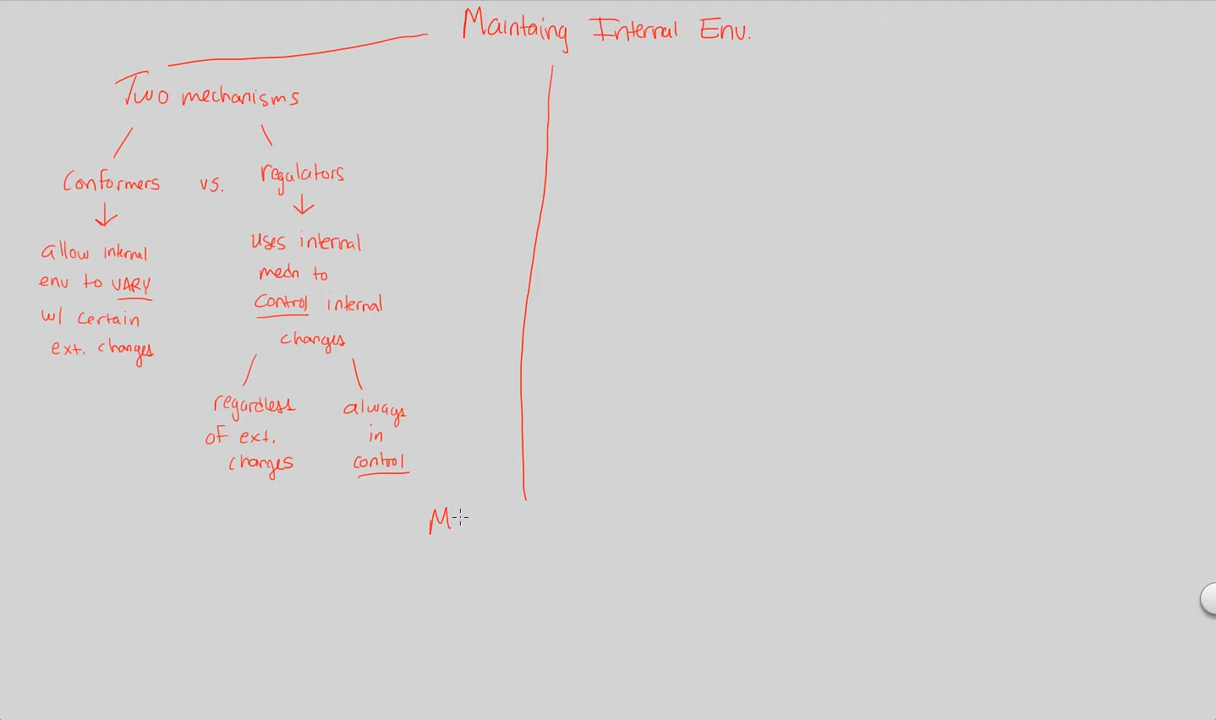 Maintaing Internal Env.
Two mechanisms
Conformers vs. regulators
allow internal
env to VARY
w/ certain
ext. changes
uses internal
mech to
control internal
changes
regardless
of ext.
changes
always
in
control
M